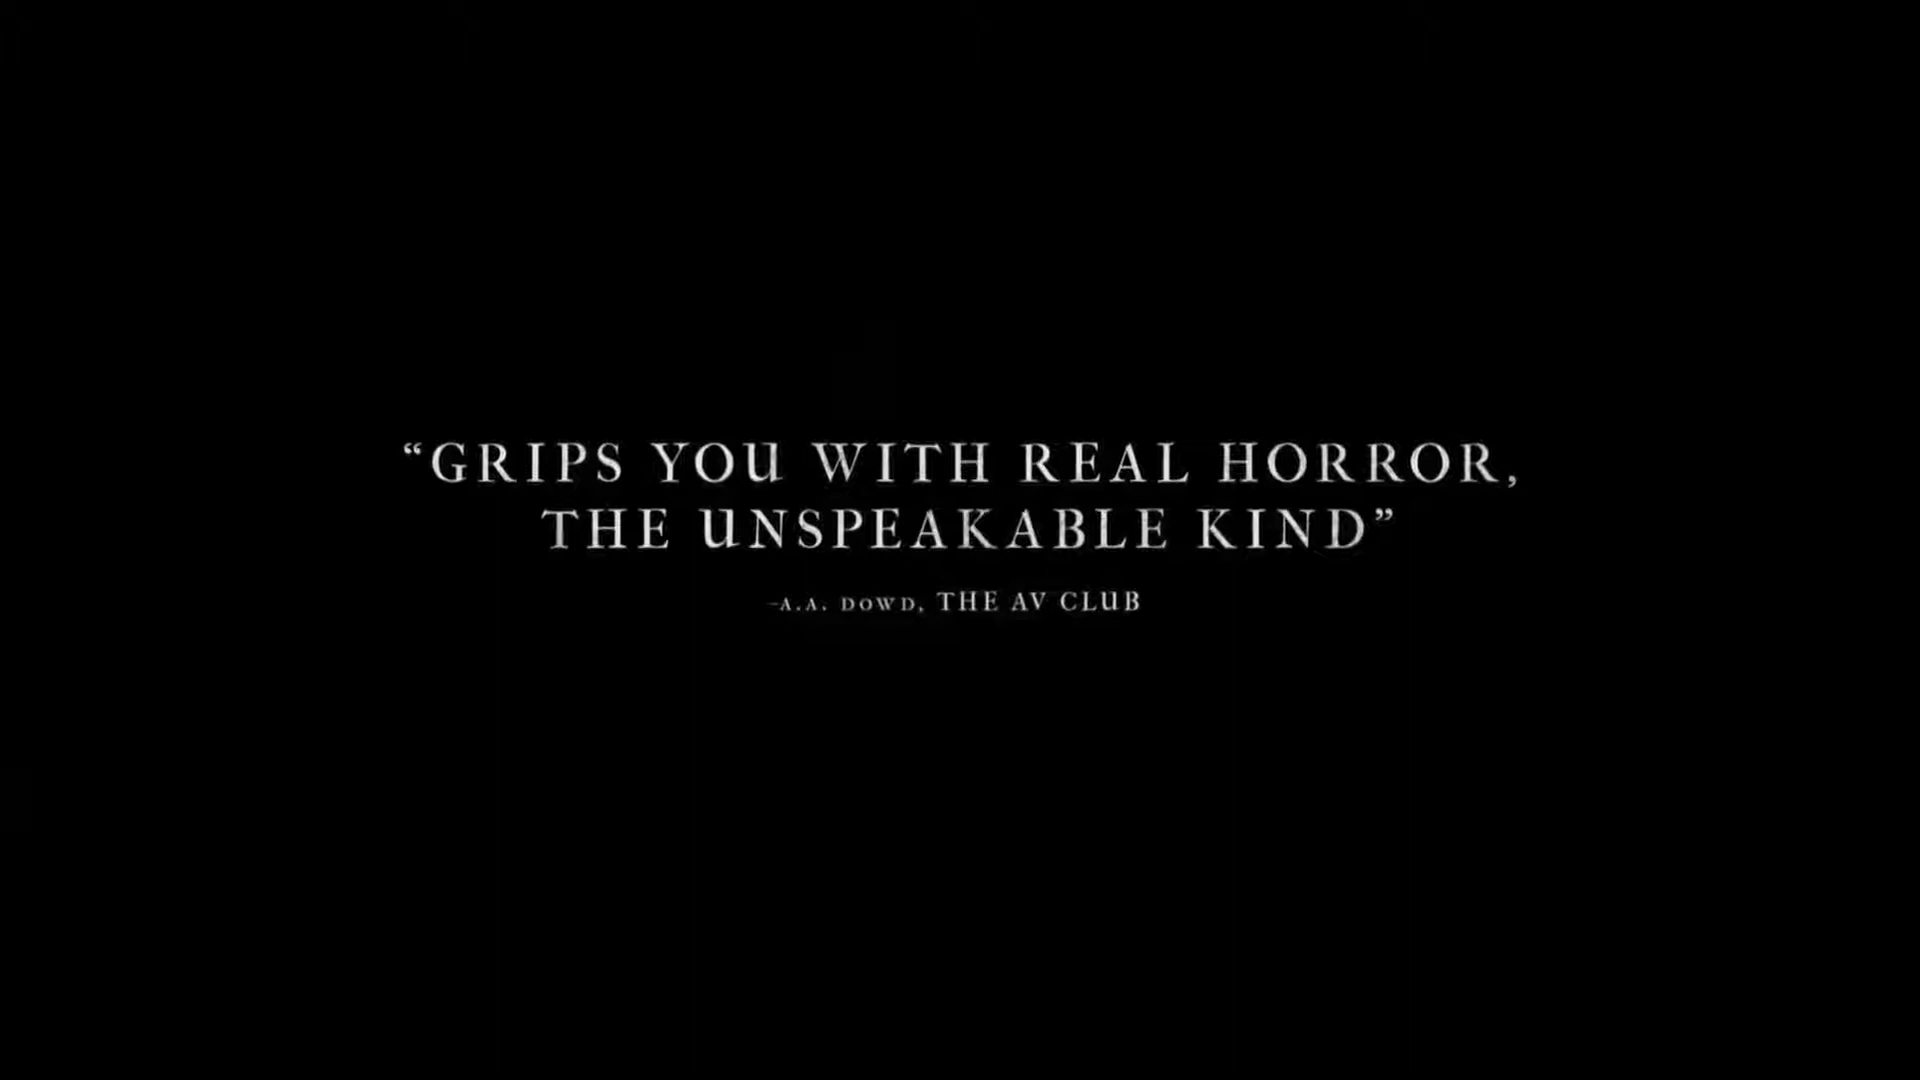 “GRIPS YOU WITH REAL HORROR,
THE UNSPEAKABLE KIND”
–A.A. DOWD, THE AV CLUB